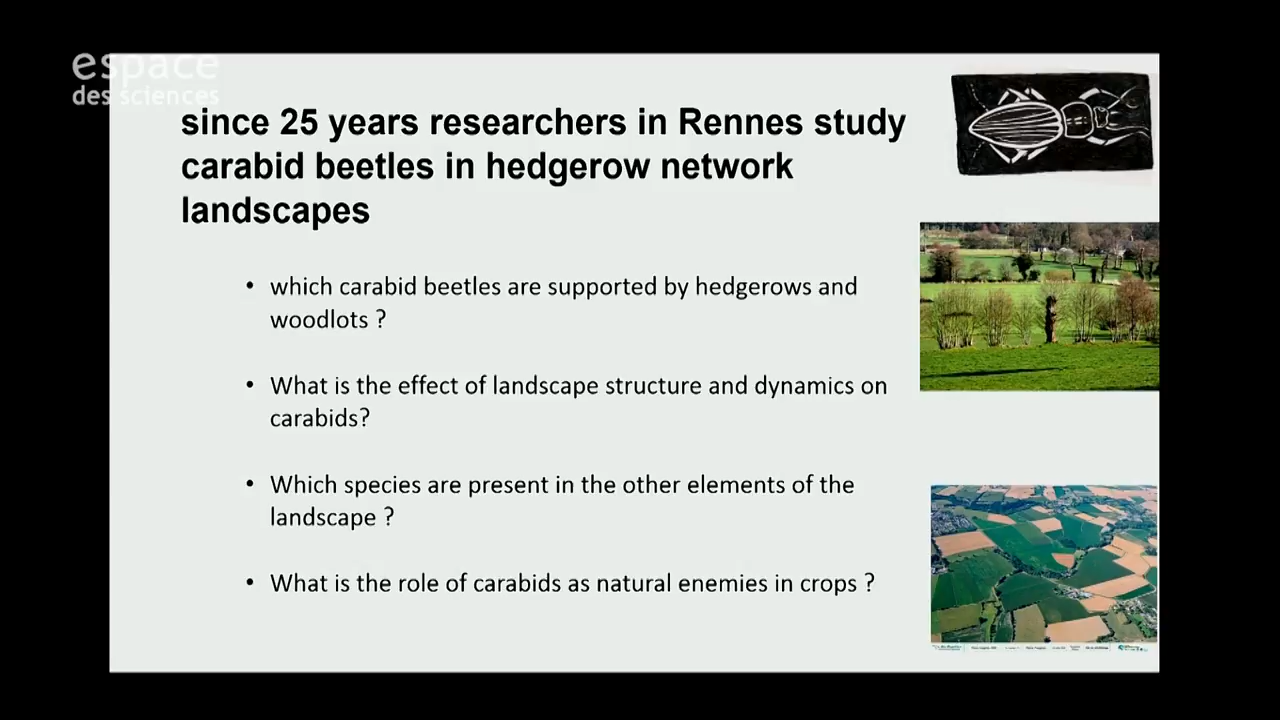 espace
des sciences
since 25 years researchers in Rennes study
carabid beetles in hedgerow network
landscapes
• which carabid beetles are supported by hedgerows and
woodlots ?
• What is the effect of landscape structure and dynamics on
carabids?
• Which species are present in the other elements of the
landscape ?
• What is the role of carabids as natural enemies in crops ?